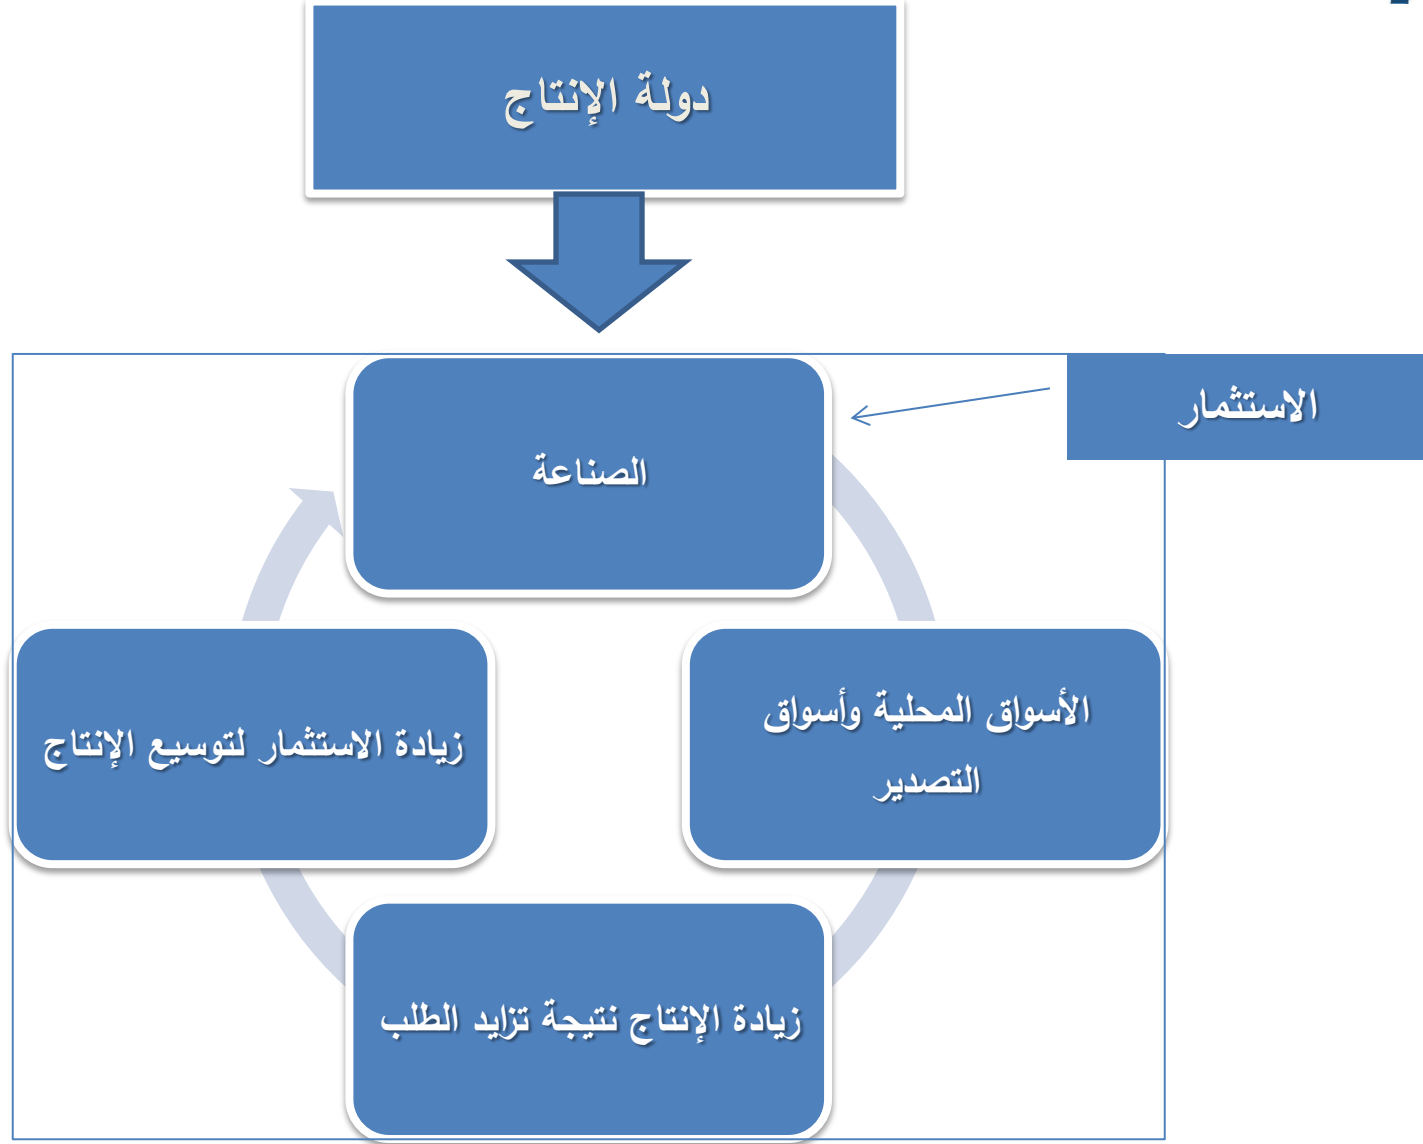 دولة الإنتاج
الاستثمار
الصناعة
الأسواق المحلية وأسواق
التصدير
زيادة الاستثمار لتوسيع الإنتاج
زيادة الإنتاج نتيجة تزايد الطلب